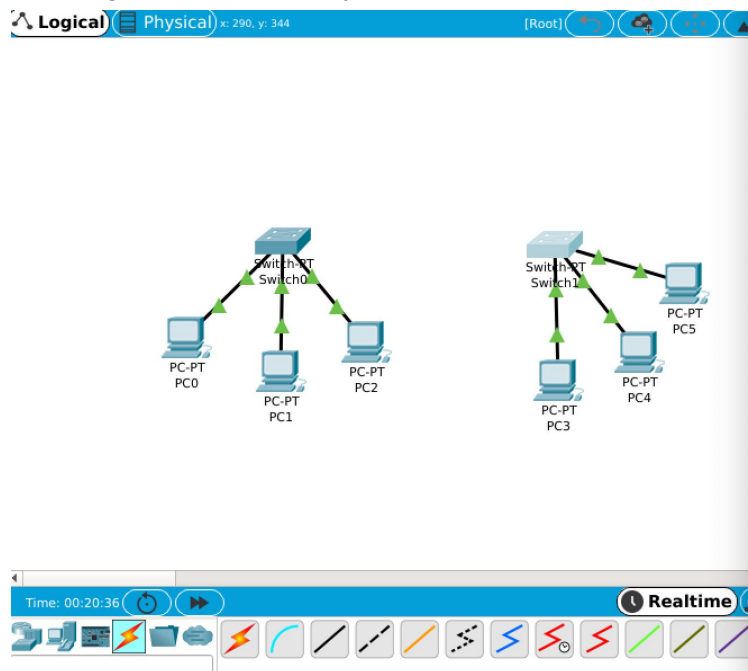 Logical Physical x: 290, y: 344 [Root]
Switch-PT
Switch0
Switch-PT
Switch1
PC-PT
PC0
PC-PT
PC1
PC-PT
PC2
PC-PT
PC3
PC-PT
PC4
PC-PT
PC5
Time: 00:20:36 Realtime